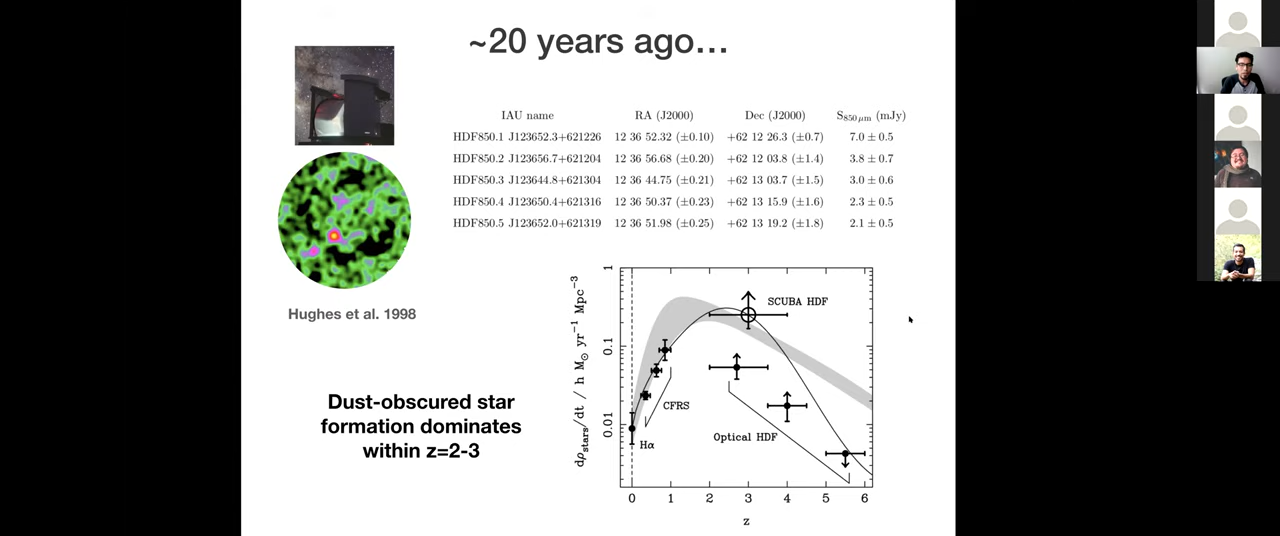 ~20 years ago…
IAU name RA (J2000) Dec (J2000) S850 μm (mJy)
HDF850.1 J123652.3+621226 12 36 52.32 (±0.10) +62 12 26.3 (±0.7) 7.0 ± 0.5
HDF850.2 J123656.7+621204 12 36 56.68 (±0.20) +62 12 03.8 (±1.4) 3.8 ± 0.7
HDF850.3 J123644.8+621304 12 36 44.75 (±0.21) +62 13 03.7 (±1.5) 3.0 ± 0.6
HDF850.4 J123650.4+621316 12 36 50.37 (±0.23) +62 13 15.9 (±1.6) 2.3 ± 0.5
HDF850.5 J123652.0+621319 12 36 51.98 (±0.25) +62 13 19.2 (±1.8) 2.1 ± 0.5
Hughes et al. 1998
Dust-obscured star
formation dominates
within z=2-3
dρstars/dt / h M⊙ yr−1 Mpc−3
1
0.1
0.01
SCUBA HDF
CFRS
Optical HDF
Hα
0 1 2 3 4 5 6
z